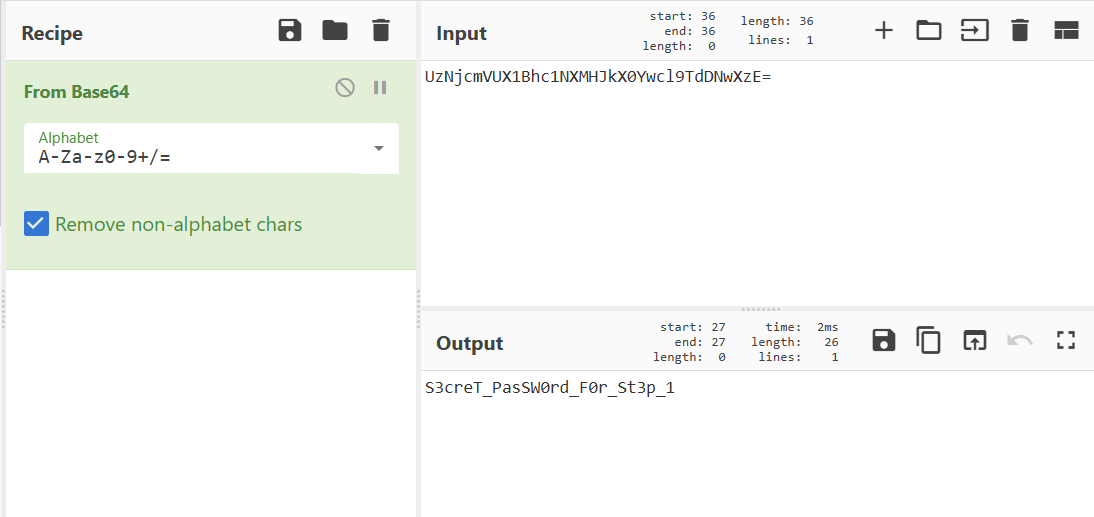 Recipe
From Base64
Alphabet
A-Za-z0-9+/=
Remove non-alphabet chars
Input
start: 36
end: 36
length: 0
length: 36
lines: 1
UzNjcmVUX1Bhc1NXMHJkX0Ywcl9TdDNwXzE=
Output
start: 27
end: 27
length: 0
time: 2ms
length: 26
lines: 1
S3creT_PasSW0rd_F0r_St3p_1